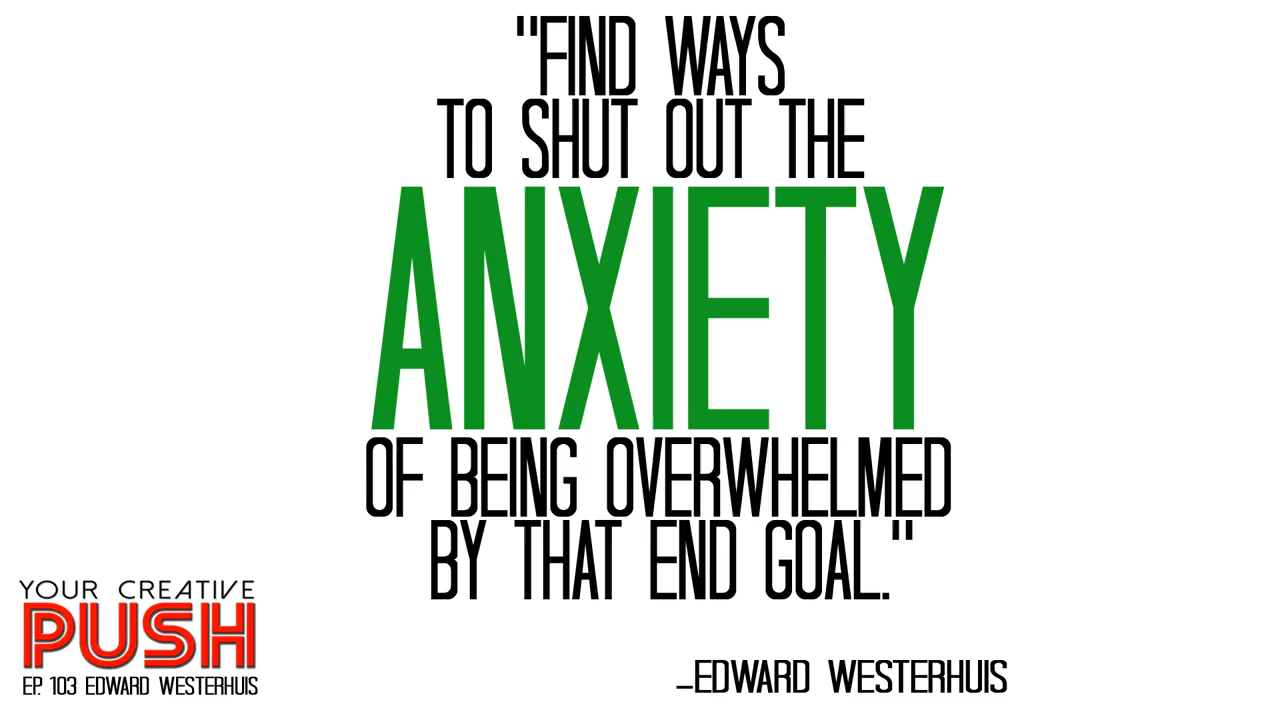 "FIND WAYS
TO SHUT OUT THE
ANXIETY
OF BEING OVERWHELMED
BY THAT END GOAL."
–EDWARD WESTERHUIS
YOUR CREATIVE
PUSH
EP. 103 EDWARD WESTERHUIS